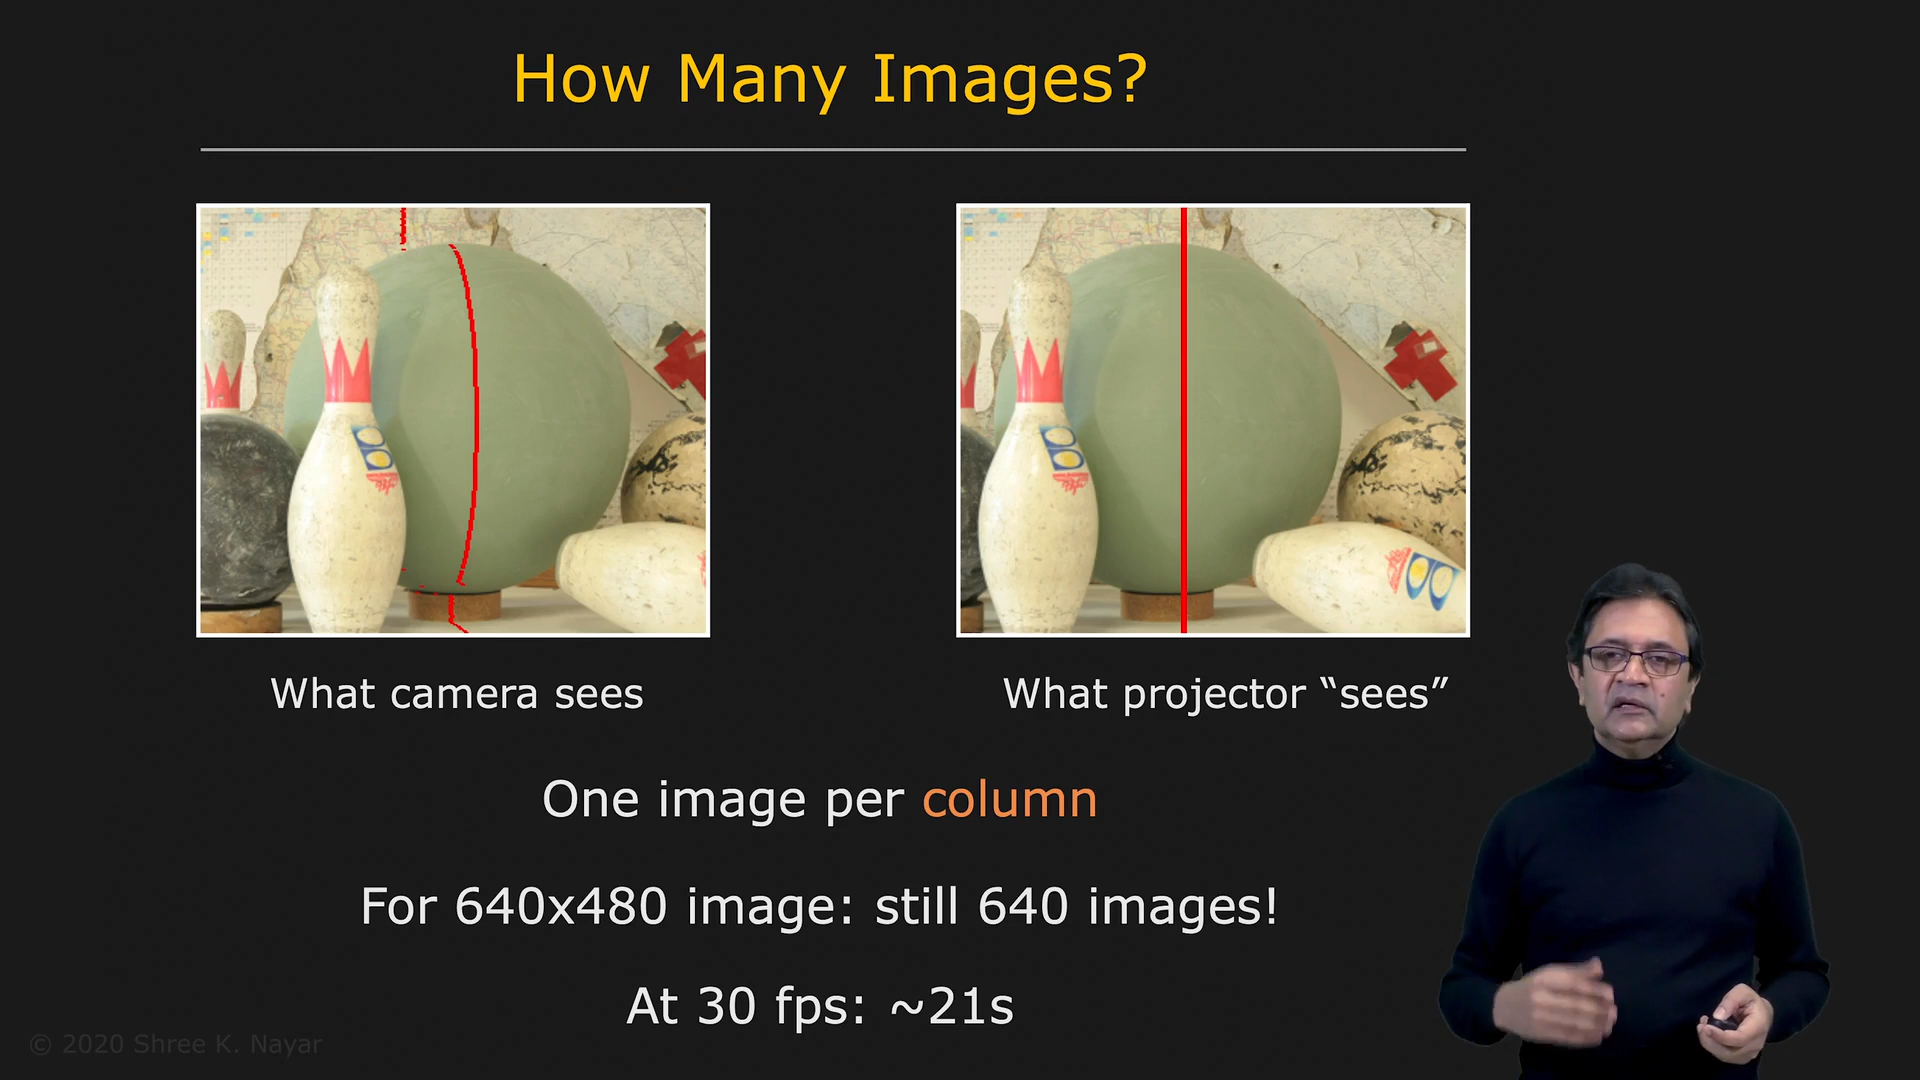 How Many Images?
What camera sees
What projector “sees”
One image per column
For 640x480 image: still 640 images!
At 30 fps: ~21s
© 2020 Shree K. Nayar